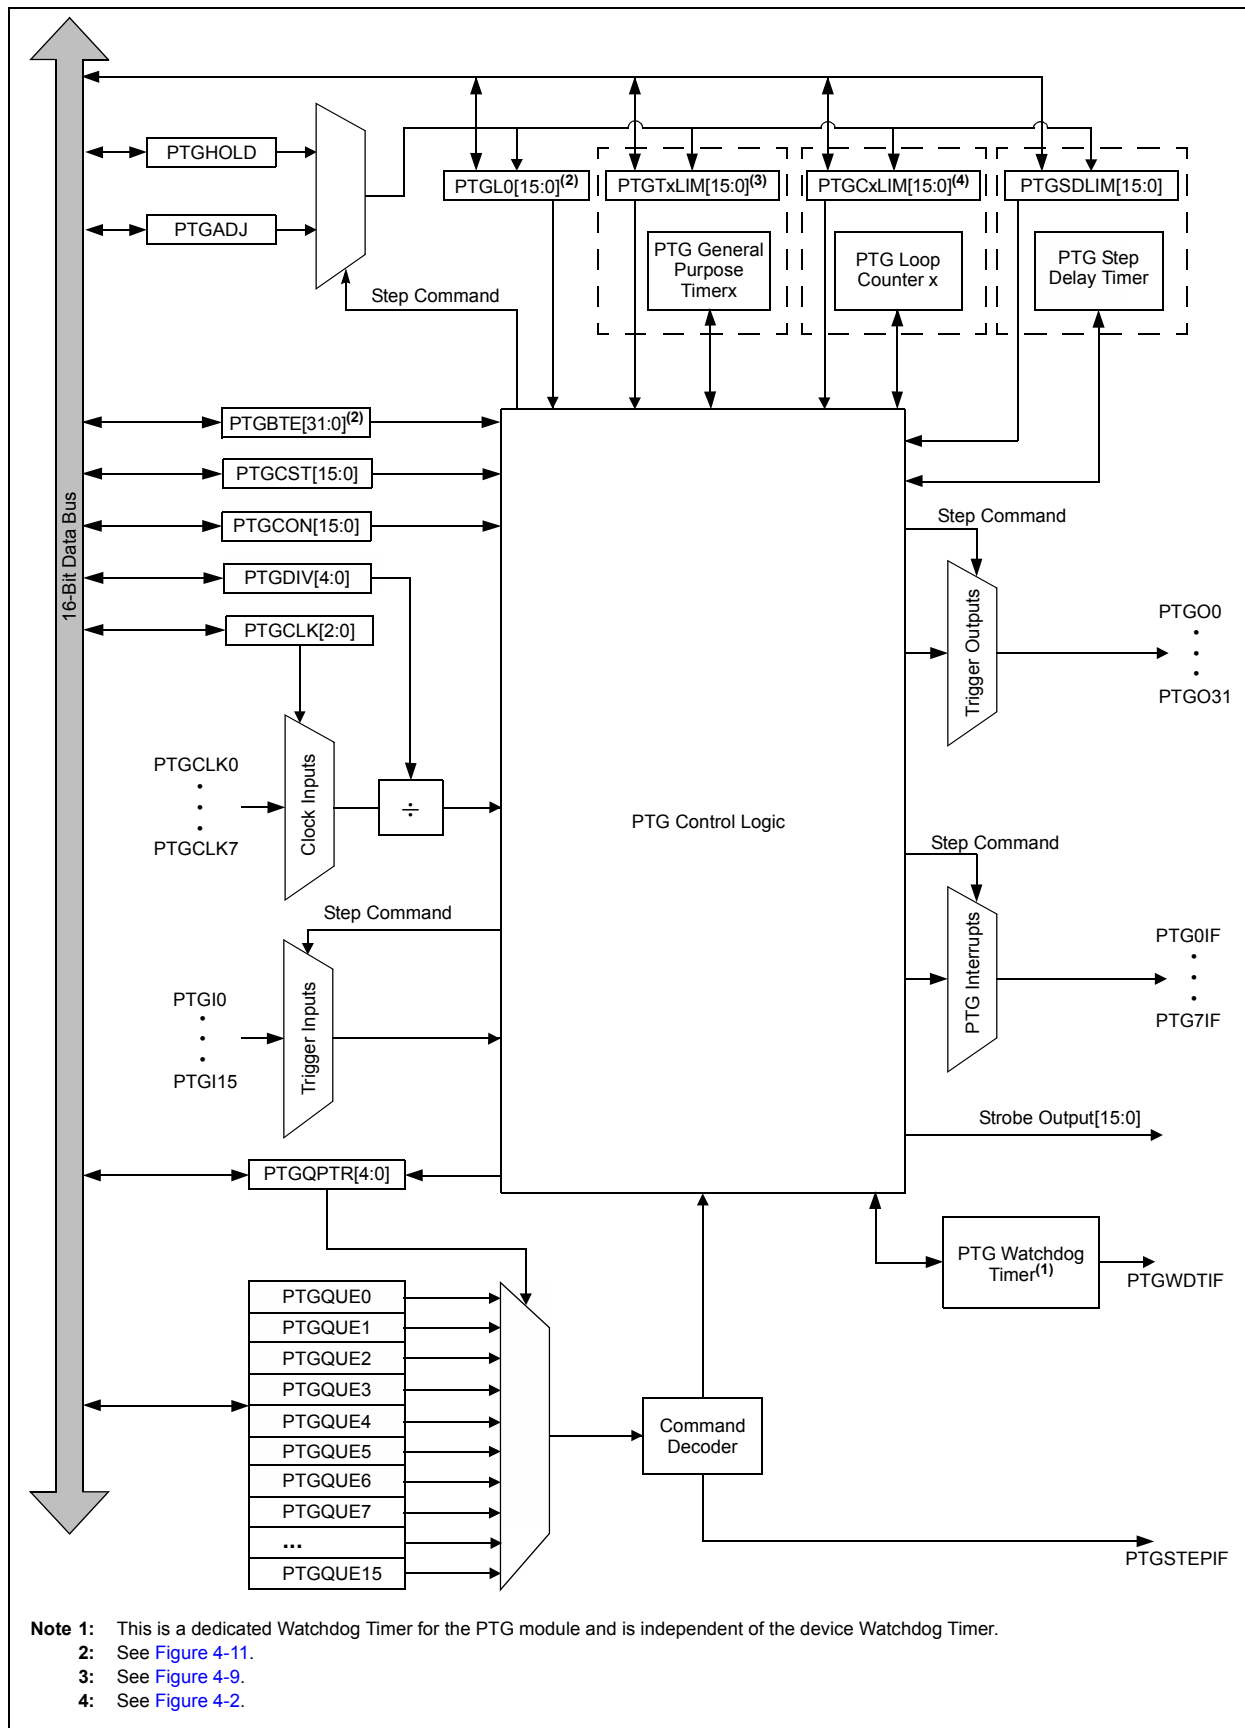 16-Bit Data Bus
PTGHOLD
PTGADJ
PTGL0[15:0](2)
PTGTxLIM[15:0](3)
PTGCxLIM[15:0](4)
PTGSDLIM[15:0]
PTG General
Purpose
Timerx
PTG Loop
Counter x
PTG Step
Delay Timer
Step Command
PTGBTE[31:0](2)
PTGCST[15:0]
PTGCON[15:0]
PTGDIV[4:0]
PTGCLK[2:0]
Step Command
Trigger Outputs
PTGO0
•
•
•
PTGO31
PTGCLK0
•
•
•
PTGCLK7
Clock Inputs
÷
PTG Control Logic
Step Command
PTG Interrupts
PTG0IF
•
•
•
PTG7IF
Step Command
PTGI0
•
•
•
PTGI15
Trigger Inputs
Strobe Output[15:0]
PTGQPTR[4:0]
PTG Watchdog
Timer(1)
PTGWDTIF
PTGQUE0
PTGQUE1
PTGQUE2
PTGQUE3
PTGQUE4
PTGQUE5
PTGQUE6
PTGQUE7
...
PTGQUE15
Command
Decoder
PTGSTEPIF
Note 1: This is a dedicated Watchdog Timer for the PTG module and is independent of the device Watchdog Timer.
2: See Figure 4-11.
3: See Figure 4-9.
4: See Figure 4-2.